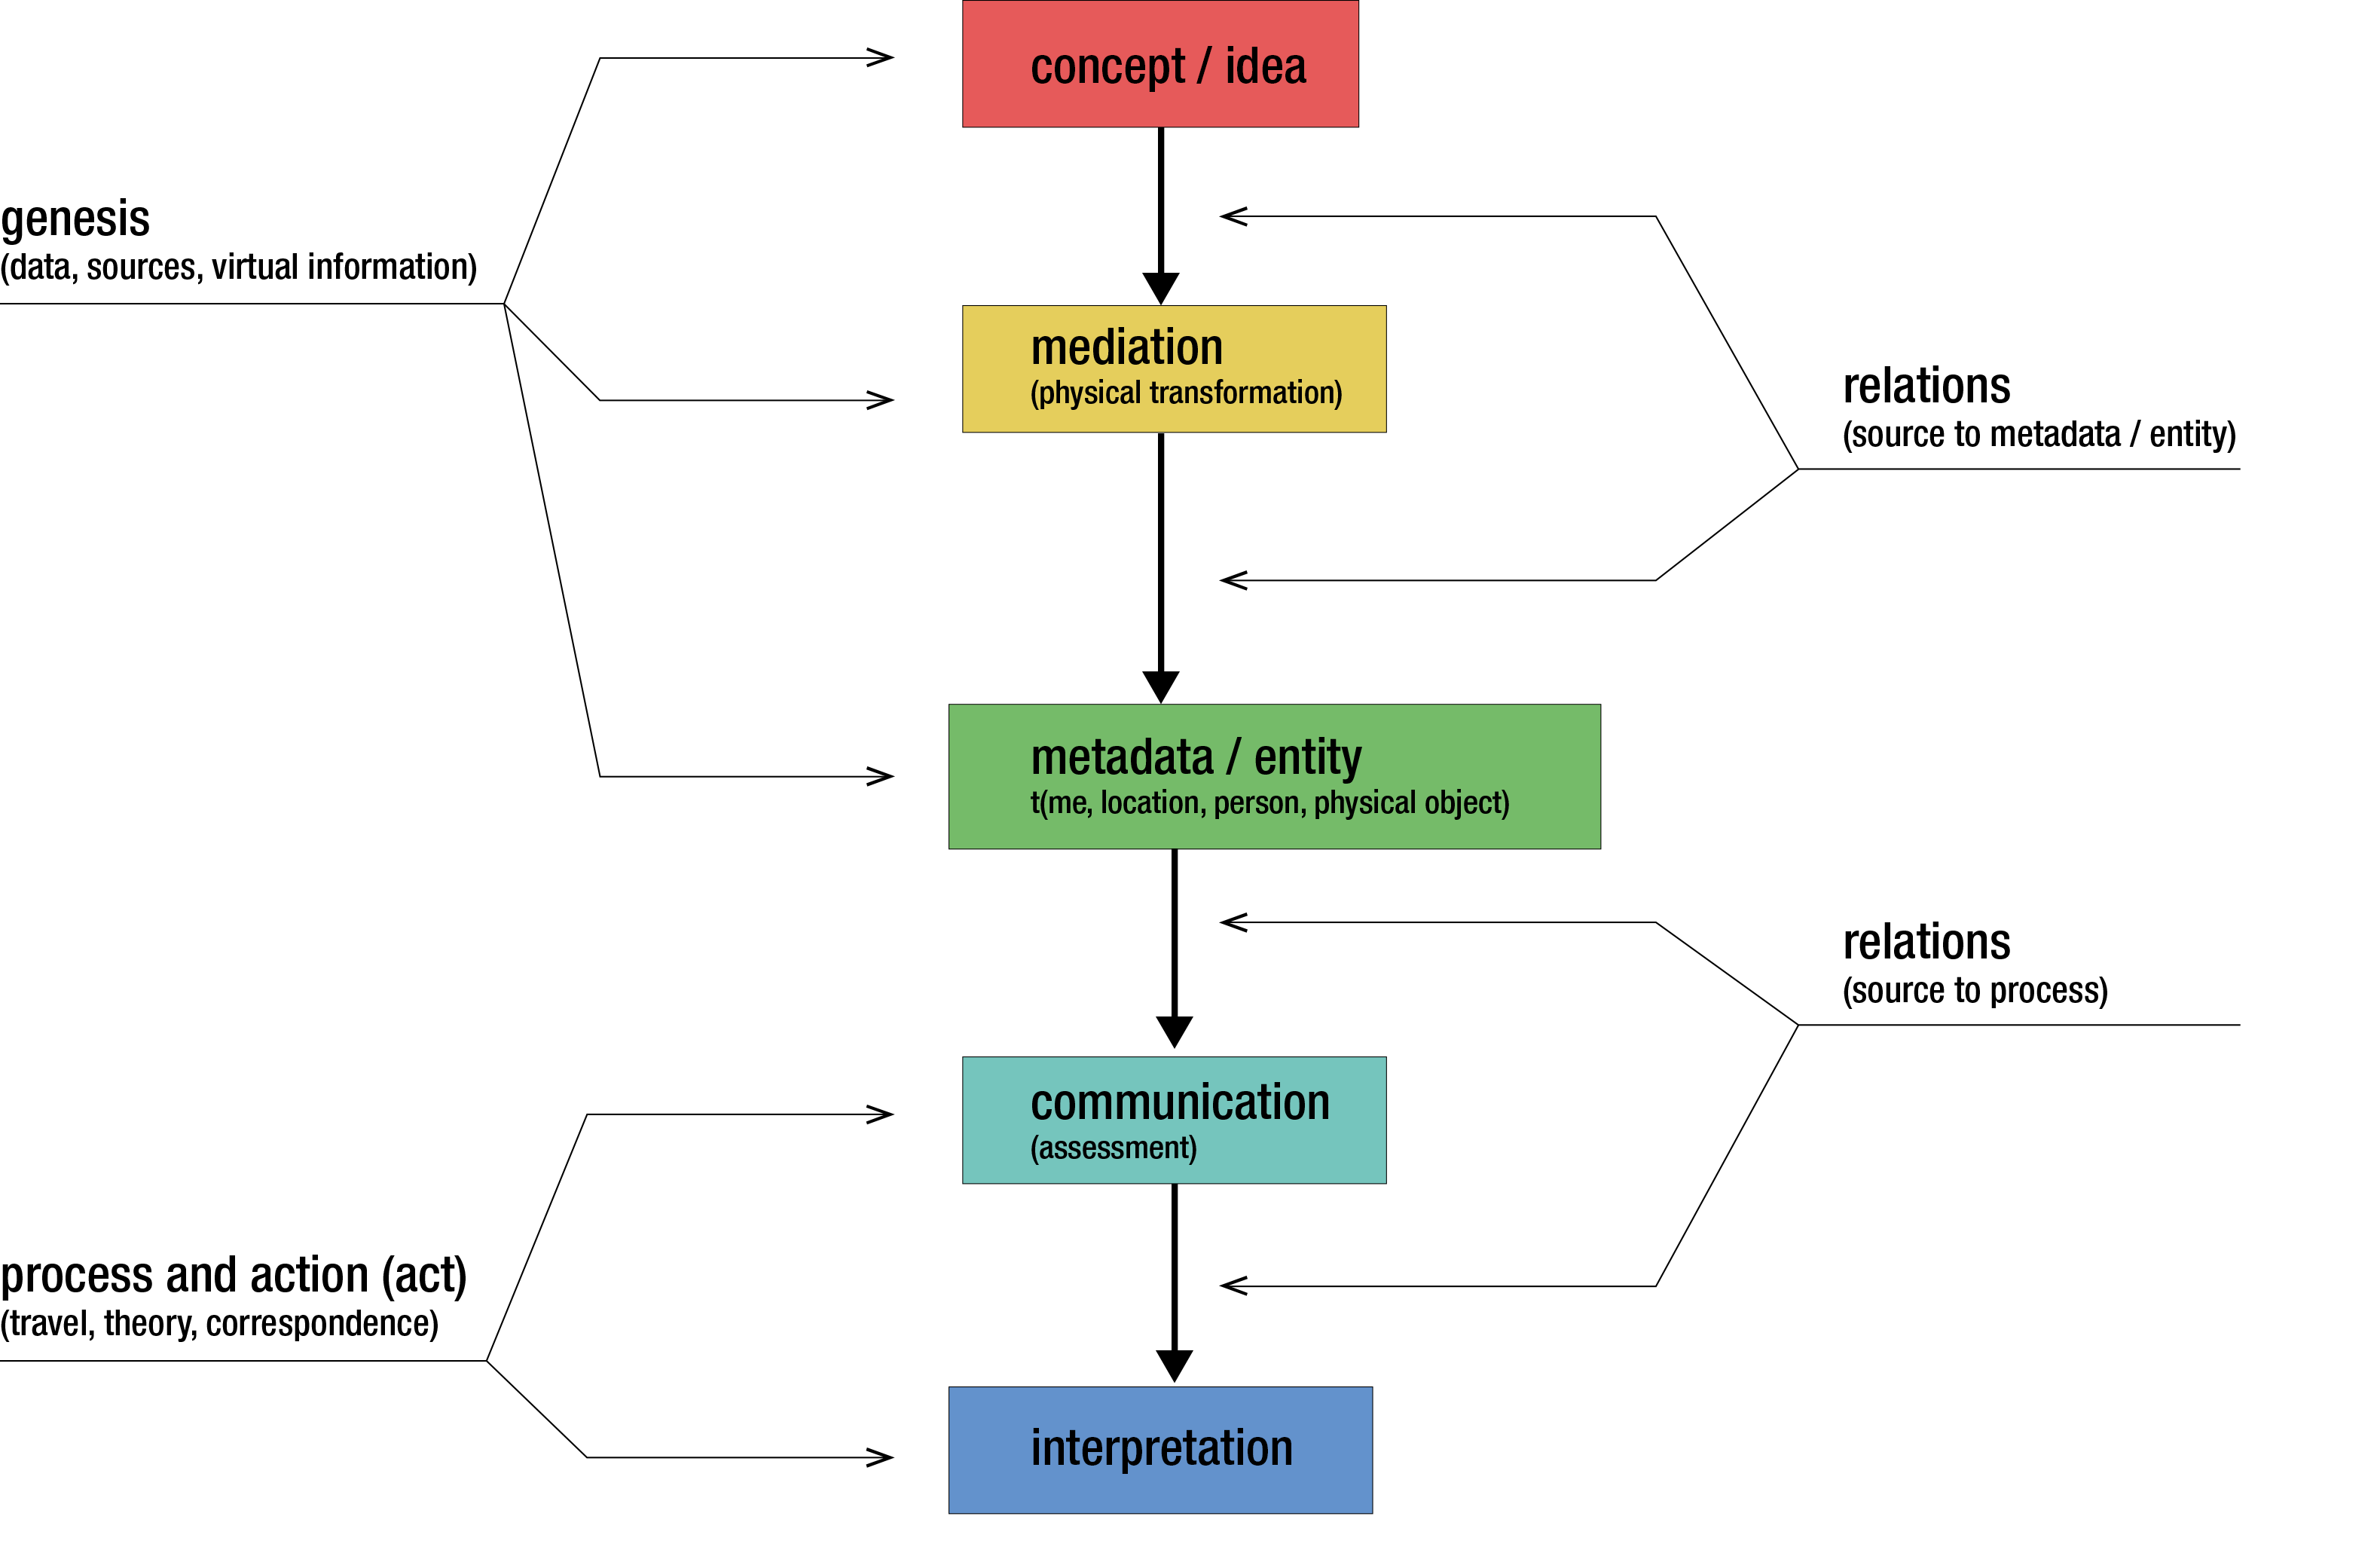 concept / idea
genesis
(data, sources, virtual information)
mediation
(physical transformation)
relations
(source to metadata / entity)
metadata / entity
t(me, location, person, physical object)
relations
(source to process)
communication
(assessment)
process and action (act)
(travel, theory, correspondence)
interpretation